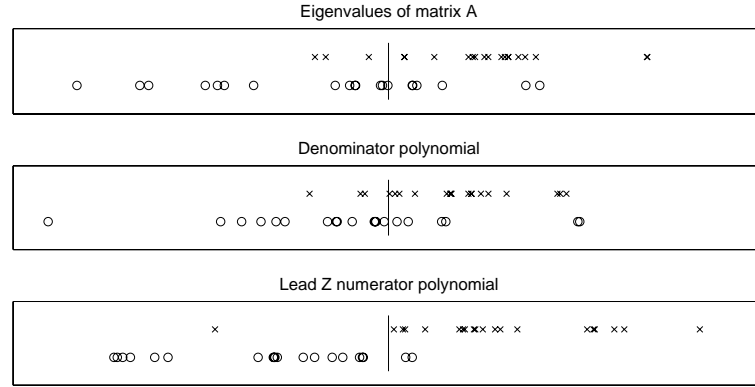 Eigenvalues of matrix A
Denominator polynomial
Lead Z numerator polynomial